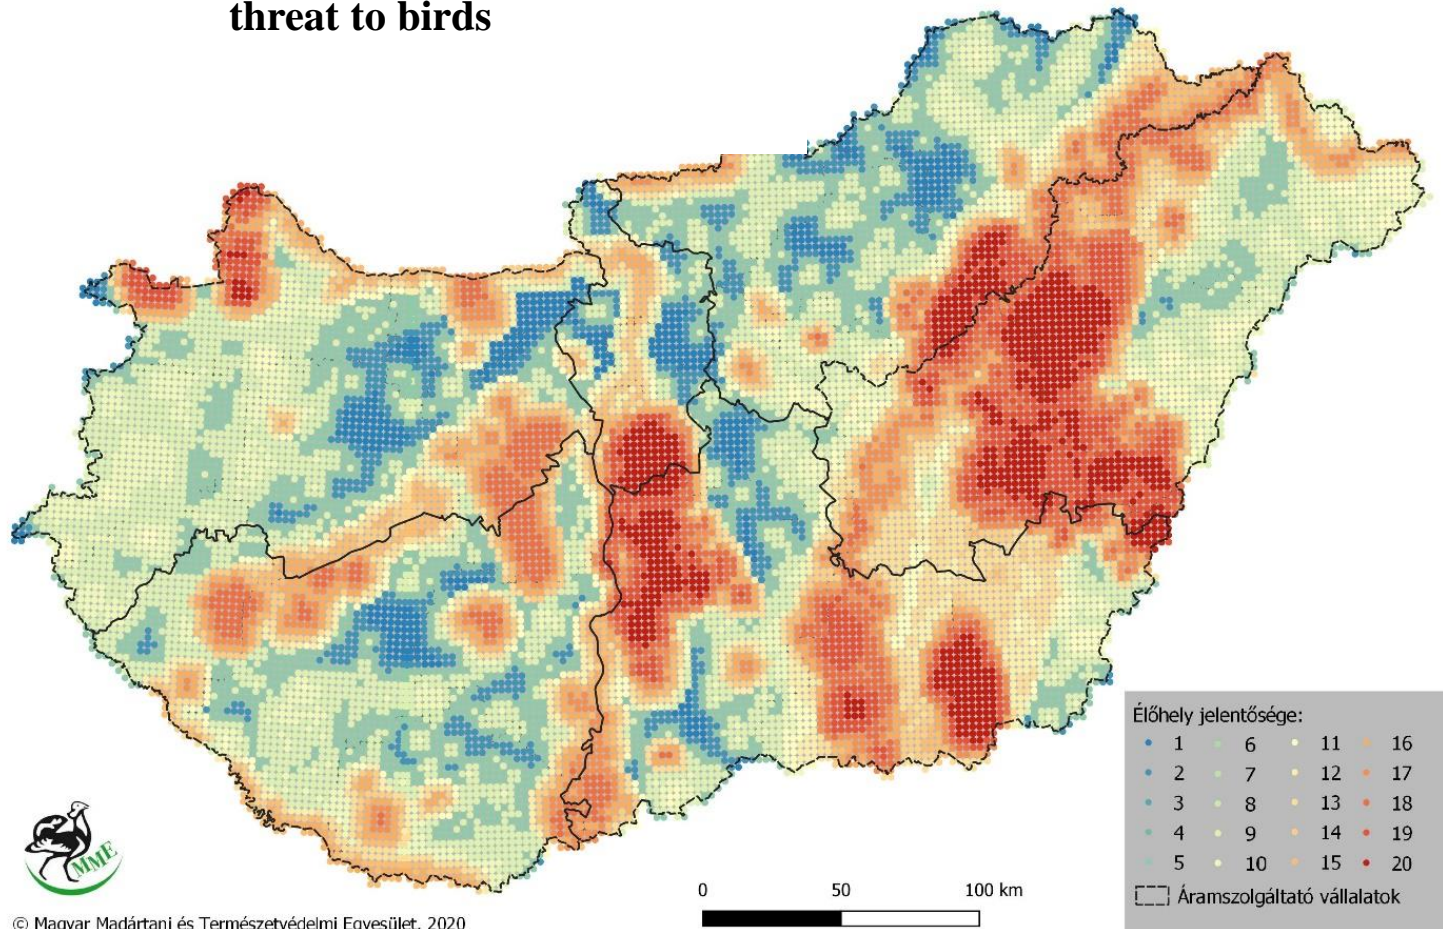 threat to birds
Élőhely jelentősége:
1 6 11 16
2 7 12 17
3 8 13 18
4 9 14 19
5 10 15 20
Áramszolgáltató vállalatok
MME
0 50 100 km
© Magyar Madártani és Természetvédelmi Egyesület, 2020